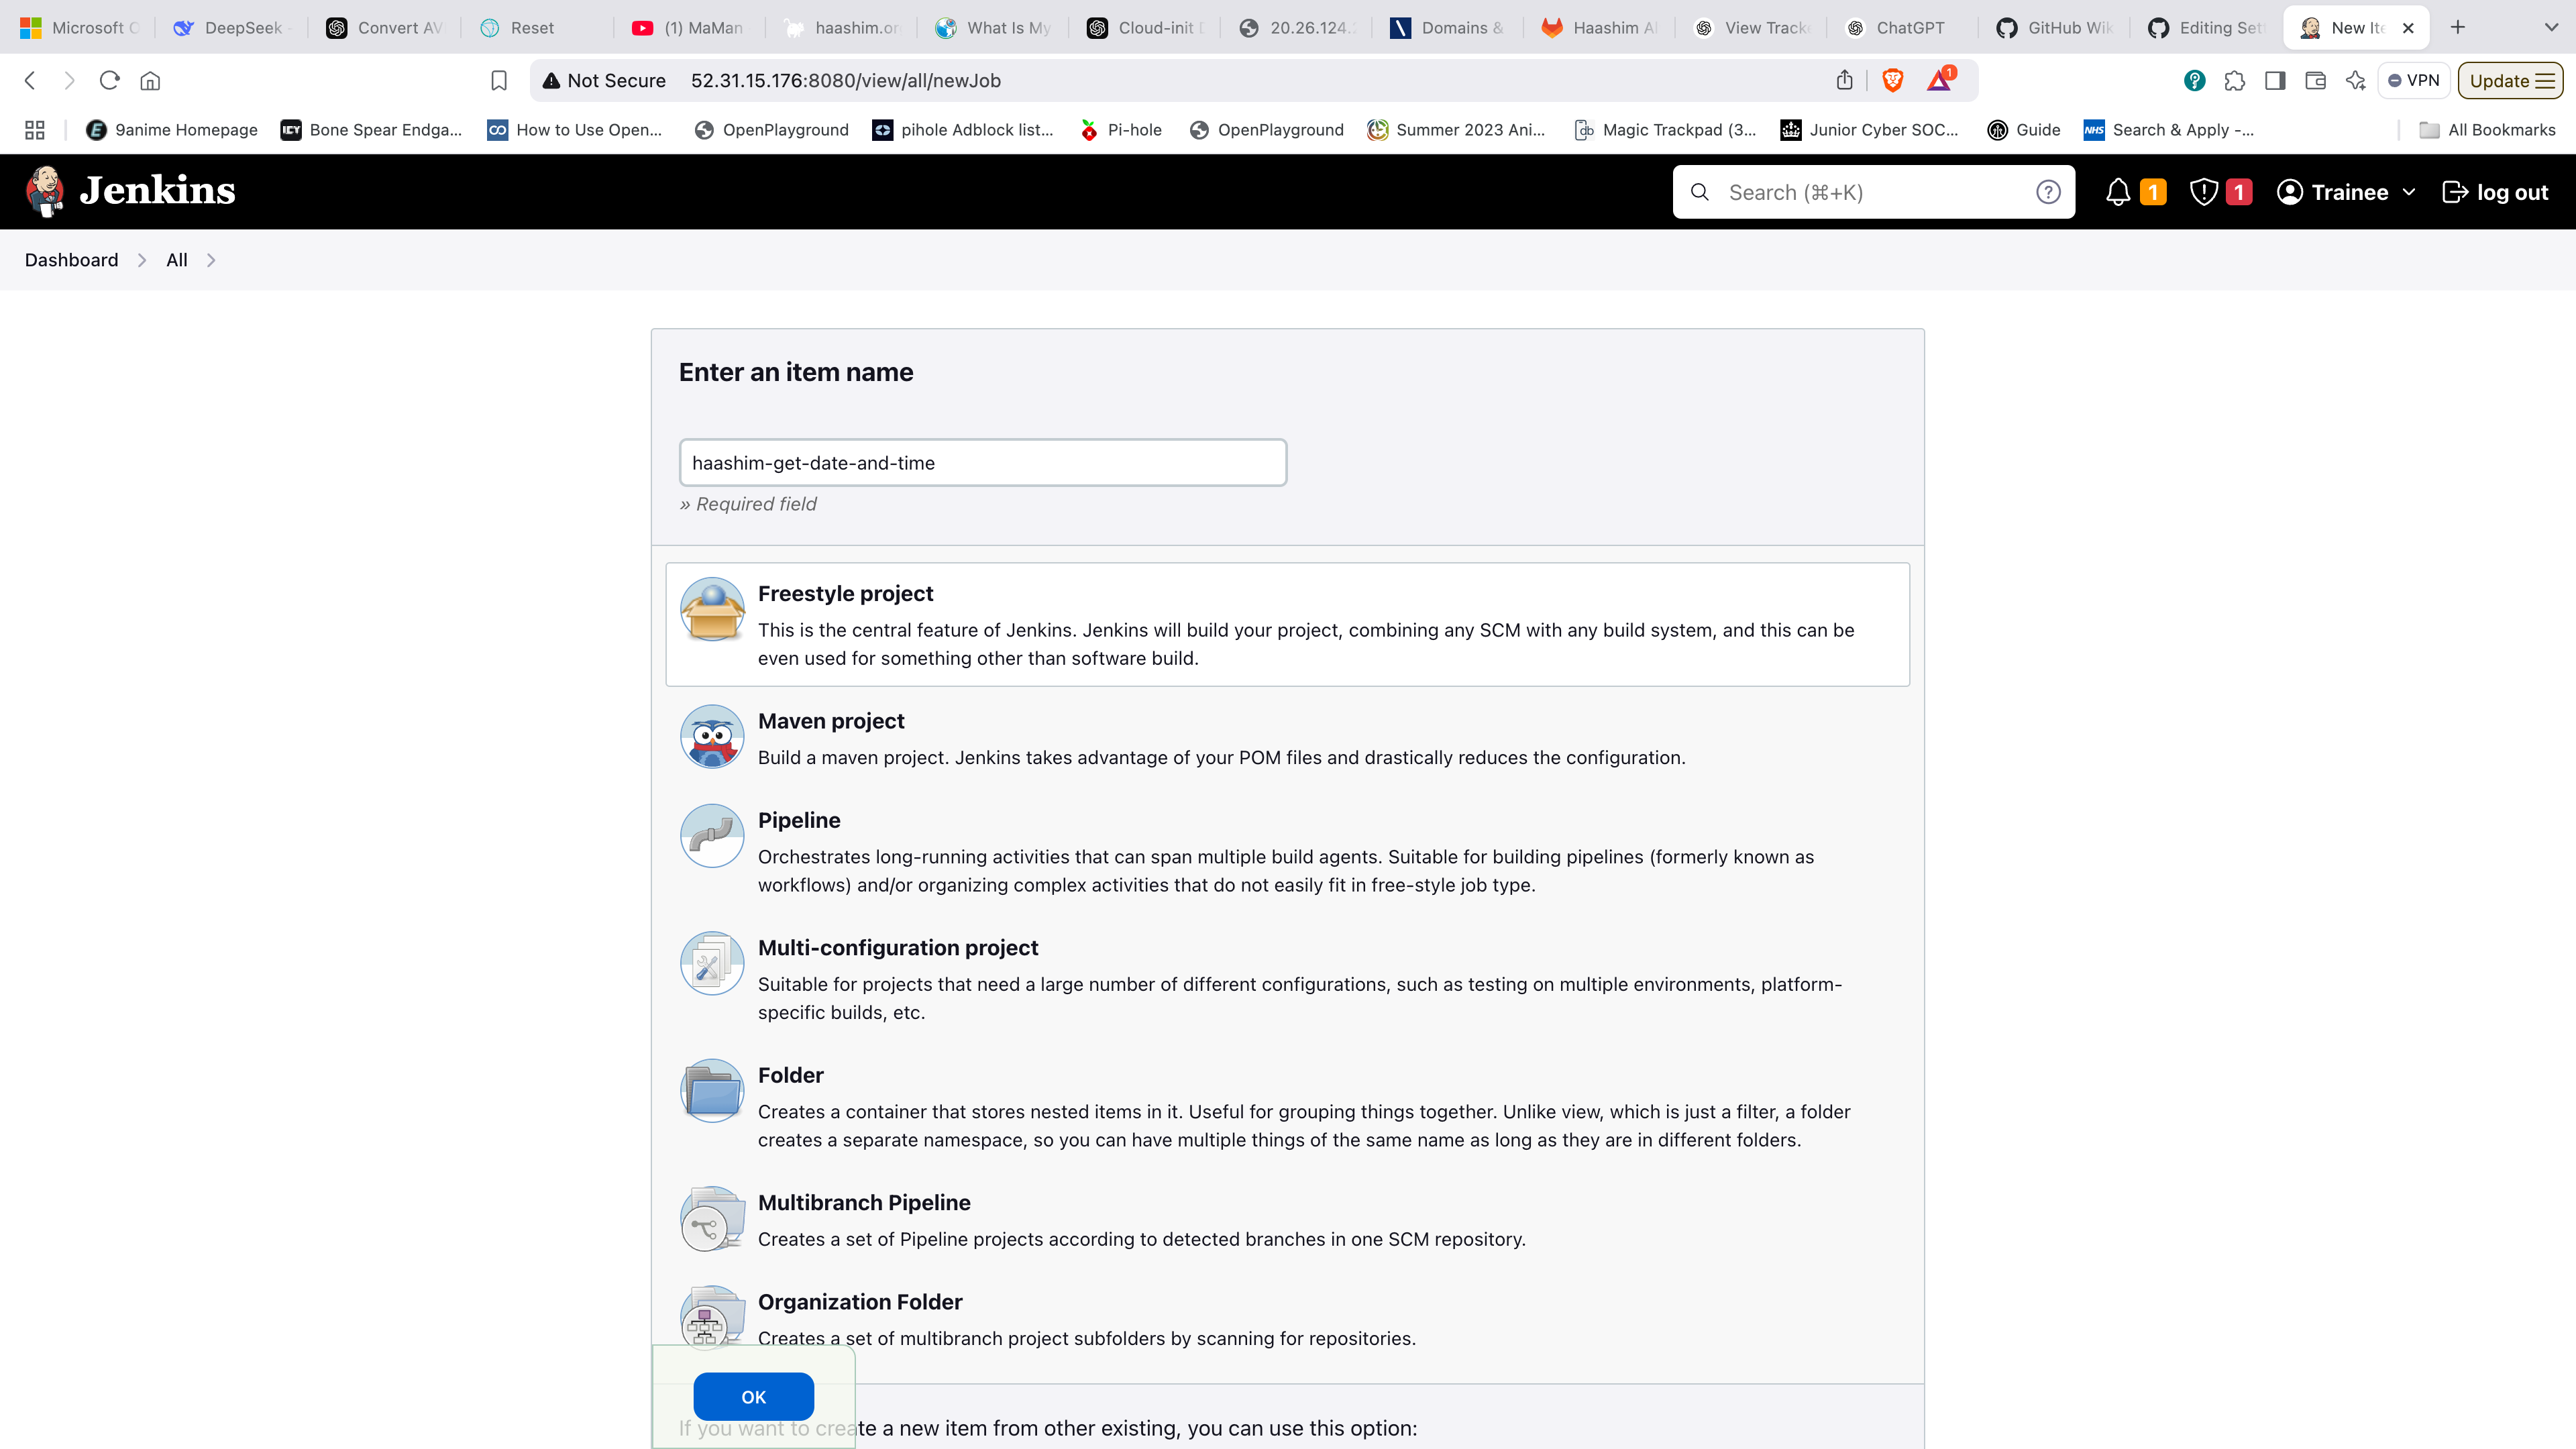 Microsoft O
DeepSeek -
Convert AV
Reset
(1) MaMan
haashim.or
What Is My
Cloud-init D
20.26.124.
Domains &
Haashim Al
View Track
ChatGPT
GitHub Wik
Editing Set
New Ite
Not Secure 52.31.15.176:8080/view/all/newJob
1
VPN
Update
9anime Homepage
Bone Spear Endga...
How to Use Open...
OpenPlayground
pihole Adblock list...
Pi-hole
OpenPlayground
Summer 2023 Ani...
Magic Trackpad (3...
Junior Cyber SOC...
Guide
NHS Search & Apply -...
All Bookmarks
Jenkins
Search (⌘+K)
?
1
1
Trainee
log out
Dashboard > All >
Enter an item name
haashim-get-date-and-time
» Required field
Freestyle project
This is the central feature of Jenkins. Jenkins will build your project, combining any SCM with any build system, and this can be
even used for something other than software build.
Maven project
Build a maven project. Jenkins takes advantage of your POM files and drastically reduces the configuration.
Pipeline
Orchestrates long-running activities that can span multiple build agents. Suitable for building pipelines (formerly known as
workflows) and/or organizing complex activities that do not easily fit in free-style job type.
Multi-configuration project
Suitable for projects that need a large number of different configurations, such as testing on multiple environments, platform-
specific builds, etc.
Folder
Creates a container that stores nested items in it. Useful for grouping things together. Unlike view, which is just a filter, a folder
creates a separate namespace, so you can have multiple things of the same name as long as they are in different folders.
Multibranch Pipeline
Creates a set of Pipeline projects according to detected branches in one SCM repository.
Organization Folder
Creates a set of multibranch project subfolders by scanning for repositories.
OK
If you want to create a new item from other existing, you can use this option: